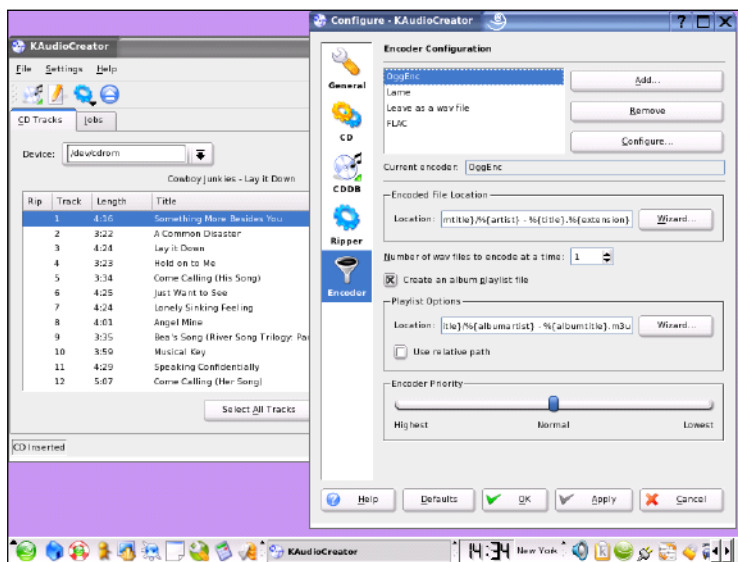 KAudioCreator
File Settings Help
CD Tracks Jobs
Device: /dev/cdrom
Cowboy Junkies - Lay it Down
Rip Track Length Title
1 4:36 Something More Besides You
2 3:22 A Common Disaster
3 4:24 Lay it Down
4 3:23 Hold on to Me
5 3:34 Come Calling (His Song)
6 4:25 Just Want to See
7 4:24 Lonely Sinking Feeling
8 4:01 Angel Mine
9 3:35 Bea's Song (River Song Trilogy: Pa
10 3:59 Musical Key
11 4:29 Speaking Confidentially
12 5:07 Come Calling (Her Song)
Select All Tracks
CD Inserted
Configure - KAudioCreator
General
CD
CDDB
Ripper
Encoder
Encoder Configuration
OggEnc
Lame
Leave as a wav file
FLAC
Add...
Remove
Configure...
Current encoder: OggEnc
Encoded File Location
Location: mtitle}/%{artist} - %{title}.%{extension} Wizard...
Number of wav files to encode at a time: 1
Create an album playlist file
Playlist Options
Location: itle}/%{albumartist} - %{albumtitle}.m3u Wizard...
Use relative path
Encoder Priority
Highest Normal Lowest
Help Defaults OK Apply Cancel
KAudioCreator 14:34 New York